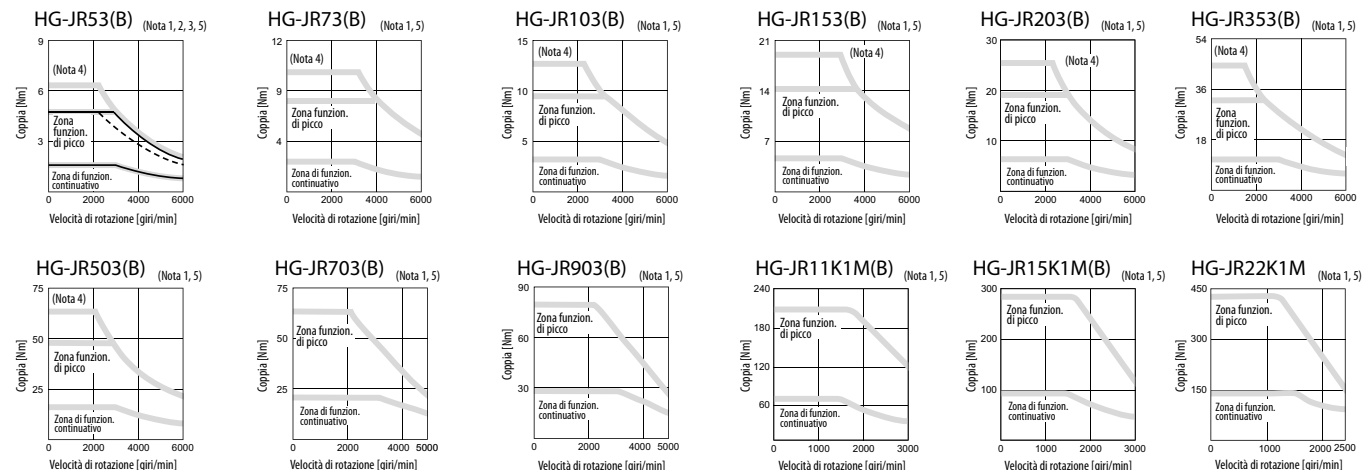 HG-JR53(B) (Nota 1, 2, 3, 5)
9
6
3
0
Coppia [Nm]
(Nota 4)
Zona
funzion.
di picco
Zona di funzion.
continuativo
0 2000 4000 6000
Velocità di rotazione [giri/min]
HG-JR73(B) (Nota 1, 5)
12
8
4
0
Coppia [Nm]
(Nota 4)
Zona funzion.
di picco
Zona di funzion.
continuativo
0 2000 4000 6000
Velocità di rotazione [giri/min]
HG-JR103(B) (Nota 1, 5)
15
10
5
0
Coppia [Nm]
(Nota 4)
Zona funzion.
di picco
Zona di funzion.
continuativo
0 2000 4000 6000
Velocità di rotazione [giri/min]
HG-JR153(B) (Nota 1, 5)
21
14
7
0
Coppia [Nm]
(Nota 4)
Zona funzion.
di picco
Zona di funzion.
continuativo
0 2000 4000 6000
Velocità di rotazione [giri/min]
HG-JR203(B) (Nota 1, 5)
30
20
10
0
Coppia [Nm]
(Nota 4)
Zona funzion.
di picco
Zona di funzion.
continuativo
0 2000 4000 6000
Velocità di rotazione [giri/min]
HG-JR353(B) (Nota 1, 5)
54
36
18
0
Coppia [Nm]
(Nota 4)
Zona
funzion.
di picco
Zona di funzion.
continuativo
0 2000 4000 6000
Velocità di rotazione [giri/min]
HG-JR503(B) (Nota 1, 5)
75
50
25
0
Coppia [Nm]
(Nota 4)
Zona funzion.
di picco
Zona di funzion.
continuativo
0 2000 4000 6000
Velocità di rotazione [giri/min]
HG-JR703(B) (Nota 1, 5)
75
50
25
0
Coppia [Nm]
Zona funzion.
di picco
Zona di funzion.
continuativo
0 2000 4000 5000
Velocità di rotazione [giri/min]
HG-JR903(B) (Nota 1, 5)
90
60
30
0
Coppia [Nm]
Zona funzion.
di picco
Zona di funzion.
continuativo
0 2000 4000 5000
Velocità di rotazione [giri/min]
HG-JR11K1M(B) (Nota 1, 5)
240
180
120
60
0
Coppia [Nm]
Zona funzion.
di picco
Zona di funzion.
continuativo
0 1000 2000 3000
Velocità di rotazione [giri/min]
HG-JR15K1M(B) (Nota 1, 5)
300
200
100
0
Coppia [Nm]
Zona funzion.
di picco
Zona di funzion.
continuativo
0 1000 2000 3000
Velocità di rotazione [giri/min]
HG-JR22K1M (Nota 1, 5)
450
300
150
0
Coppia [Nm]
Zona funzion.
di picco
Zona di funzion.
continuativo
0 1000 2000 2500
Velocità di rotazione [giri/min]